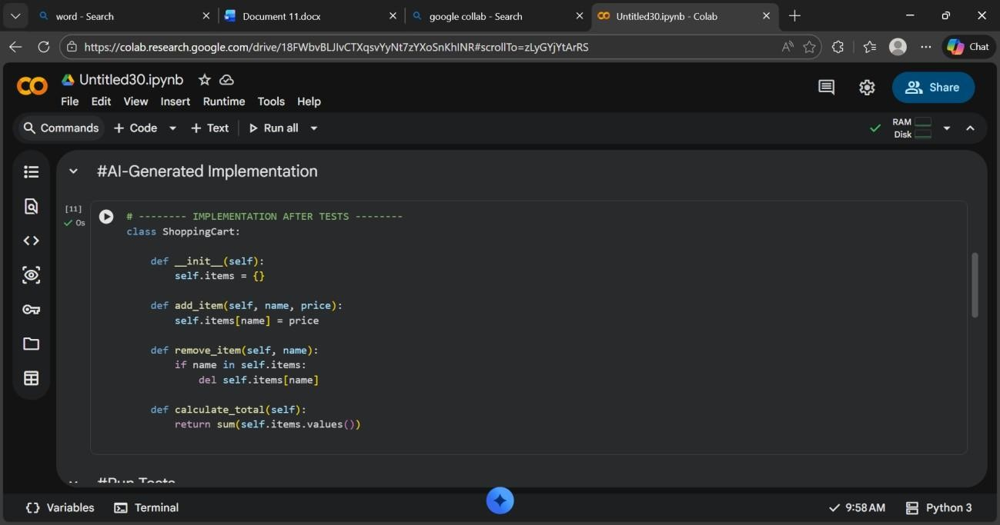 word - Search
Document 11.docx
google collab - Search
Untitled30.ipynb - Colab
https://colab.research.google.com/drive/18FWbvBLJIvCTXqsvYyNt7zYXoSnKhINR#scrollTo=zLyGYjYtArRS
Chat
Untitled30.ipynb
File Edit View Insert Runtime Tools Help
Share
Commands + Code + Text Run all
RAM
Disk
#AI-Generated Implementation
[11]
0s
# -------- IMPLEMENTATION AFTER TESTS --------
class ShoppingCart:
def __init__(self):
self.items = {}
def add_item(self, name, price):
self.items[name] = price
def remove_item(self, name):
if name in self.items:
del self.items[name]
def calculate_total(self):
return sum(self.items.values())
#Run Tests
Variables Terminal
9:58 AM Python 3